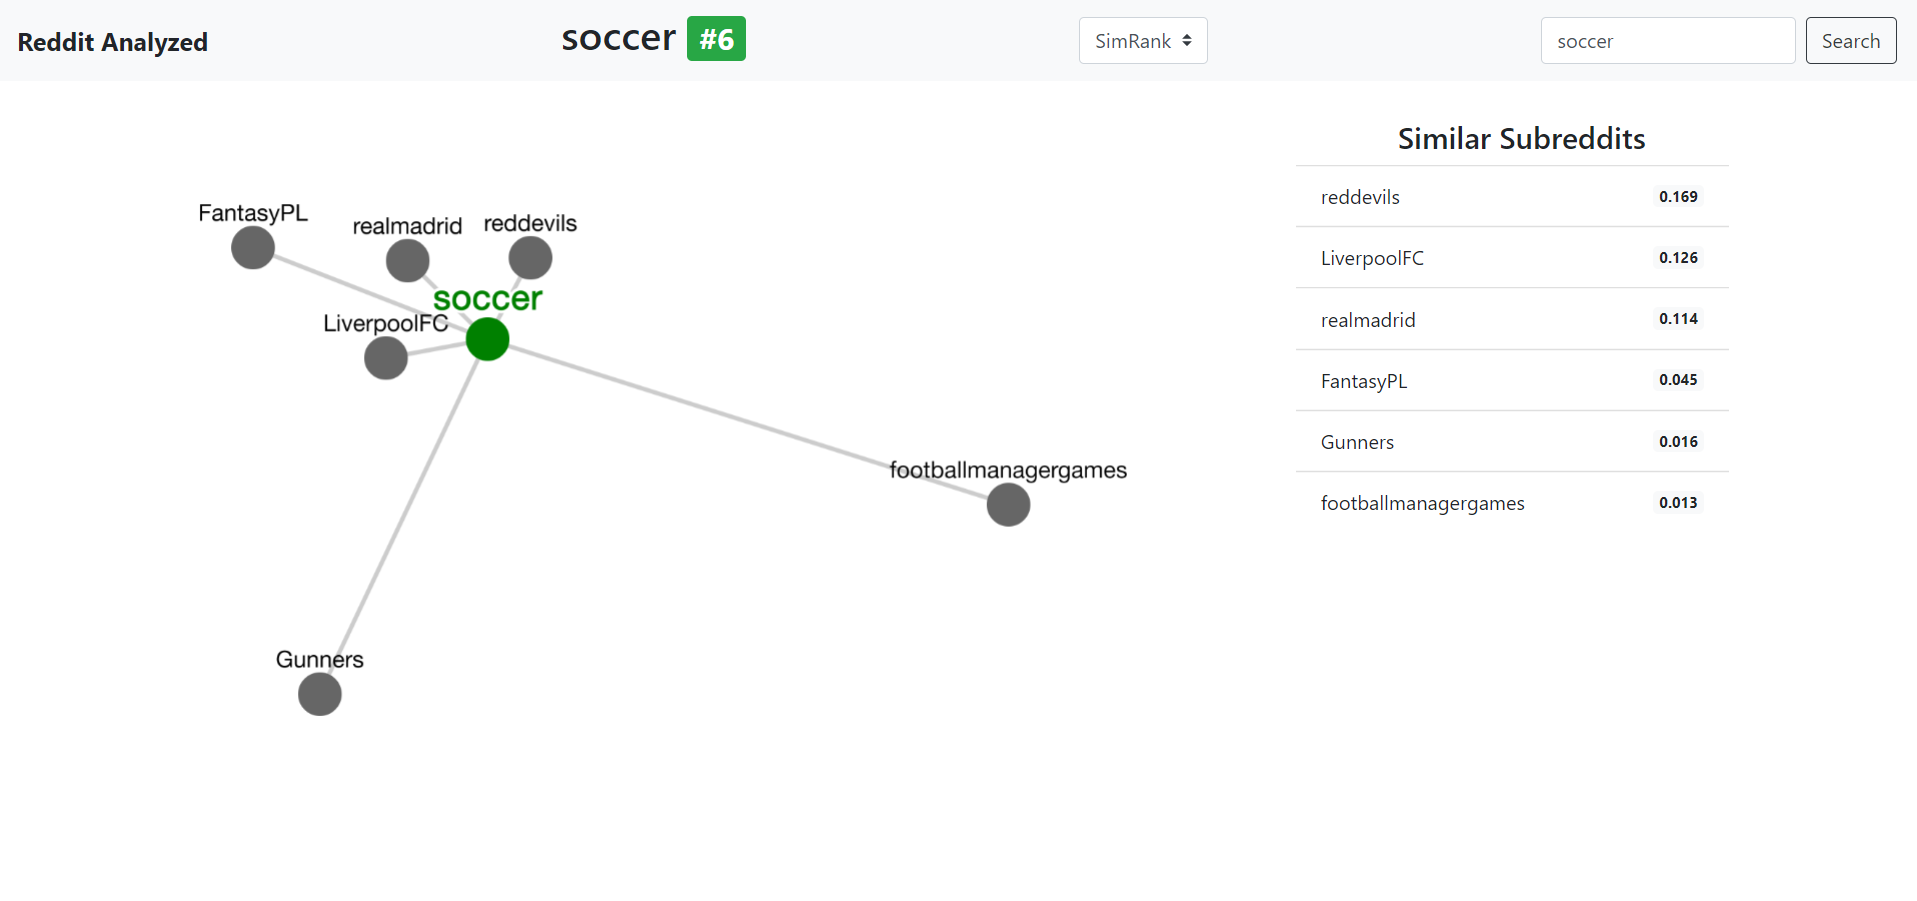 Reddit Analyzed
soccer #6
SimRank
soccer
Search
FantasyPL
realmadrid
reddevils
soccer
LiverpoolFC
footballmanagergames
Gunners
Similar Subreddits
reddevils 0.169
LiverpoolFC 0.126
realmadrid 0.114
FantasyPL 0.045
Gunners 0.016
footballmanagergames 0.013